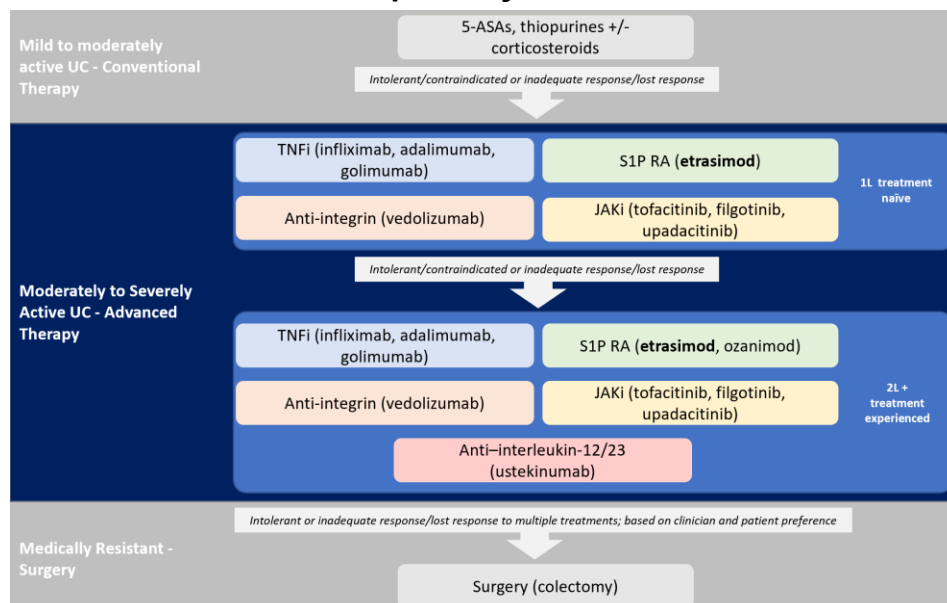 5-ASAs, thiopurines +/-
corticosteroids
Mild to moderately
active UC - Conventional
Therapy
Intolerant/contraindicated or inadequate response/lost response
TNFi (infliximab, adalimumab,
golimumab)
S1P RA (etrasimod)
Anti-integrin (vedolizumab)
JAKi (tofacitinib, filgotinib,
upadacitinib)
1L treatment
naïve
Intolerant/contraindicated or inadequate response/lost response
Moderately to Severely
Active UC - Advanced
Therapy
TNFi (infliximab, adalimumab,
golimumab)
S1P RA (etrasimod, ozanimod)
Anti-integrin (vedolizumab)
JAKi (tofacitinib, filgotinib,
upadacitinib)
Anti–interleukin-12/23
(ustekinumab)
2L +
treatment
experienced
Intolerant or inadequate response/lost response to multiple treatments; based on clinician and patient preference
Medically Resistant -
Surgery
Surgery (colectomy)